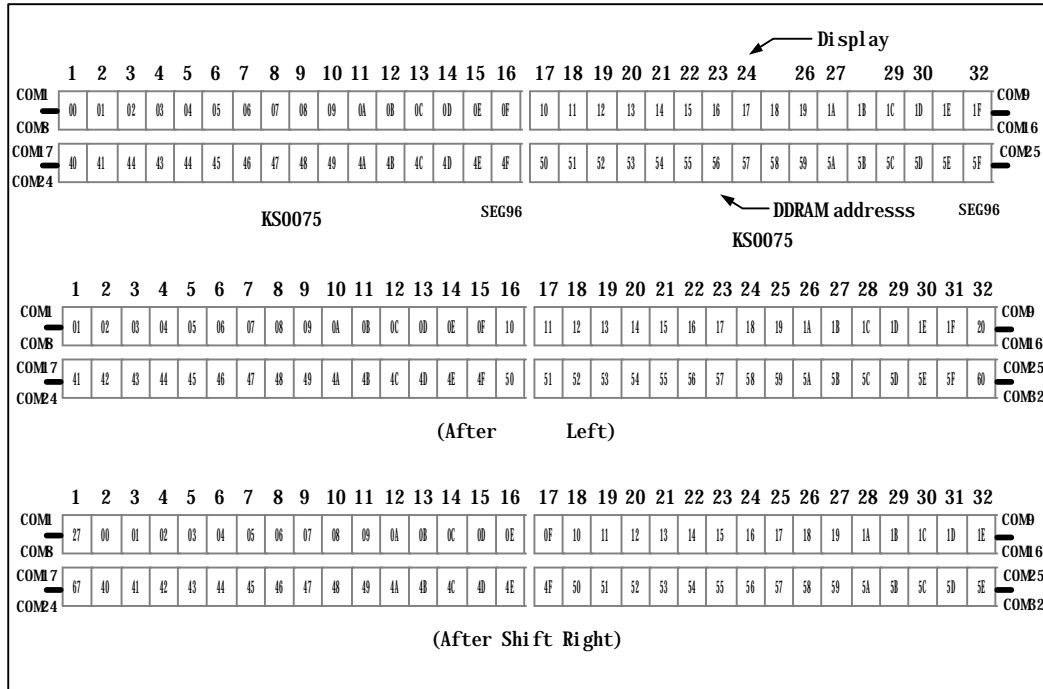 Display
1 2 3 4 5 6 7 8 9 10 11 12 13 14 15 16 17 18 19 20 21 22 23 24 26 27 29 30 32
COM1 COM9
00 01 02 03 04 05 06 07 08 09 0A 0B 0C 0D 0E 0F 10 11 12 13 14 15 16 17 18 19 1A 1B 1C 1D 1E 1F
COM8 COM16
COM17 COM25
40 41 44 43 44 45 46 47 48 49 4A 4B 4C 4D 4E 4F 50 51 52 53 54 55 56 57 58 59 5A 5B 5C 5D 5E 5F
COM24
KS0075 SEG96 DDRAM addresss SEG96
KS0075
1 2 3 4 5 6 7 8 9 10 11 12 13 14 15 16 17 18 19 20 21 22 23 24 25 26 27 28 29 30 31 32
COM1 COM9
01 02 03 04 05 06 07 08 09 0A 0B 0C 0D 0E 0F 10 11 12 13 14 15 16 17 18 19 1A 1B 1C 1D 1E 1F 20
COM8 COM16
COM17 COM25
41 42 43 44 45 46 47 48 49 4A 4B 4C 4D 4E 4F 50 51 52 53 54 55 56 57 58 59 5A 5B 5C 5D 5E 5F 60
COM24 COM32
(After Left)
1 2 3 4 5 6 7 8 9 10 11 12 13 14 15 16 17 18 19 20 21 22 23 24 25 26 27 28 29 30 31 32
COM1 COM9
27 00 01 02 03 04 05 06 07 08 09 0A 0B 0C 0D 0E 0F 10 11 12 13 14 15 16 17 18 19 1A 1B 1C 1D 1E
COM8 COM16
COM17 COM25
67 40 41 42 43 44 45 46 47 48 49 4A 4B 4C 4D 4E 4F 50 51 52 53 54 55 56 57 58 59 5A 5B 5C 5D 5E
COM24 COM32
(After Shift Right)